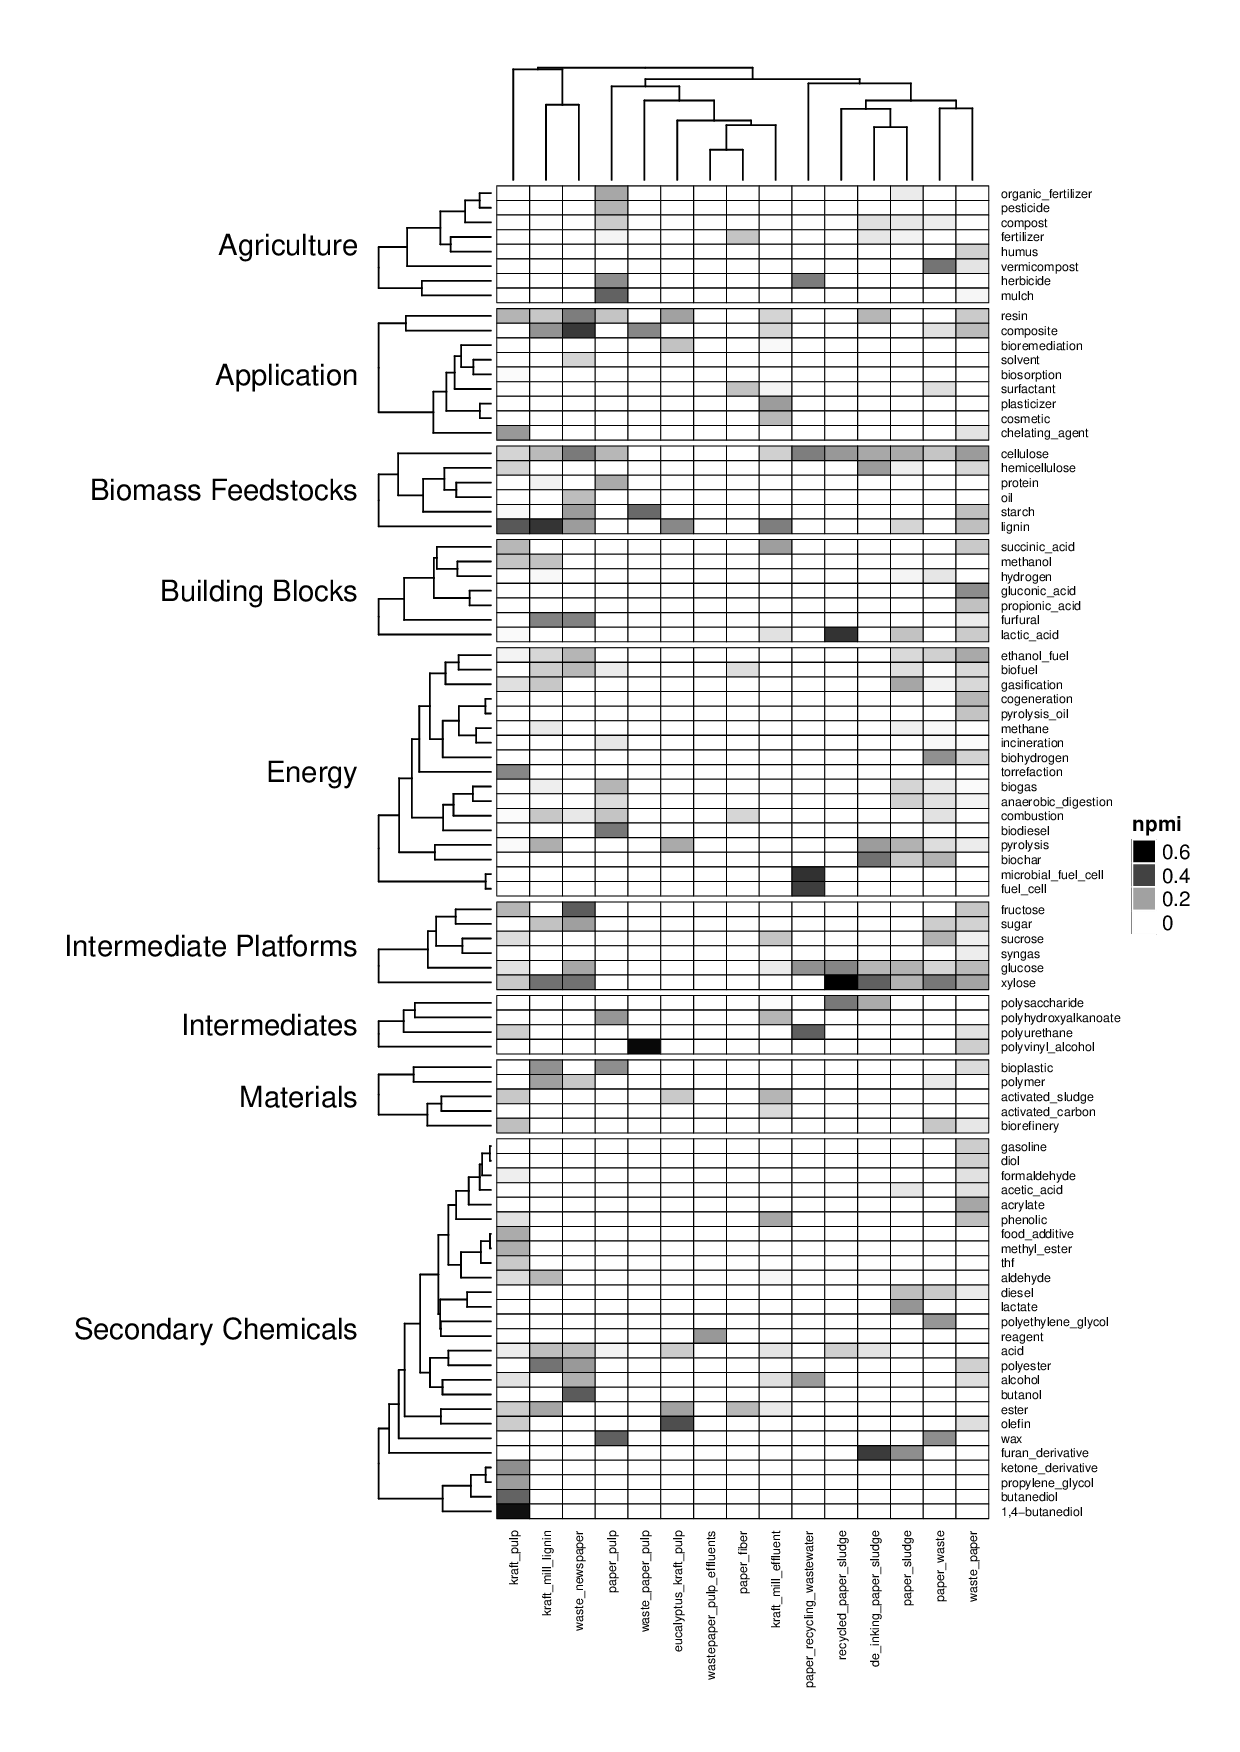 Agriculture
organic_fertilizer
pesticide
compost
fertilizer
humus
vermicompost
herbicide
mulch
Application
resin
composite
bioremediation
solvent
biosorption
surfactant
plasticizer
cosmetic
chelating_agent
Biomass Feedstocks
cellulose
hemicellulose
protein
oil
starch
lignin
Building Blocks
succinic_acid
methanol
hydrogen
gluconic_acid
propionic_acid
furfural
lactic_acid
Energy
ethanol_fuel
biofuel
gasification
cogeneration
pyrolysis_oil
methane
incineration
biohydrogen
torrefaction
biogas
anaerobic_digestion
combustion
biodiesel
pyrolysis
biochar
microbial_fuel_cell
fuel_cell
npmi
0.6
0.4
0.2
0
Intermediate Platforms
fructose
sugar
sucrose
syngas
glucose
xylose
Intermediates
polysaccharide
polyhydroxyalkanoate
polyurethane
polyvinyl_alcohol
Materials
bioplastic
polymer
activated_sludge
activated_carbon
biorefinery
Secondary Chemicals
gasoline
diol
formaldehyde
acetic_acid
acrylate
phenolic
food_additive
methyl_ester
thf
aldehyde
diesel
lactate
polyethylene_glycol
reagent
acid
polyester
alcohol
butanol
ester
olefin
wax
furan_derivative
ketone_derivative
propylene_glycol
butanediol
1,4−butanediol
kraft_pulp
kraft_mill_lignin
waste_newspaper
paper_pulp
waste_paper_pulp
eucalyptus_kraft_pulp
wastepaper_pulp_effluents
paper_fiber
kraft_mill_effluent
paper_recycling_wastewater
recycled_paper_sludge
de_inking_paper_sludge
paper_sludge
paper_waste
waste_paper